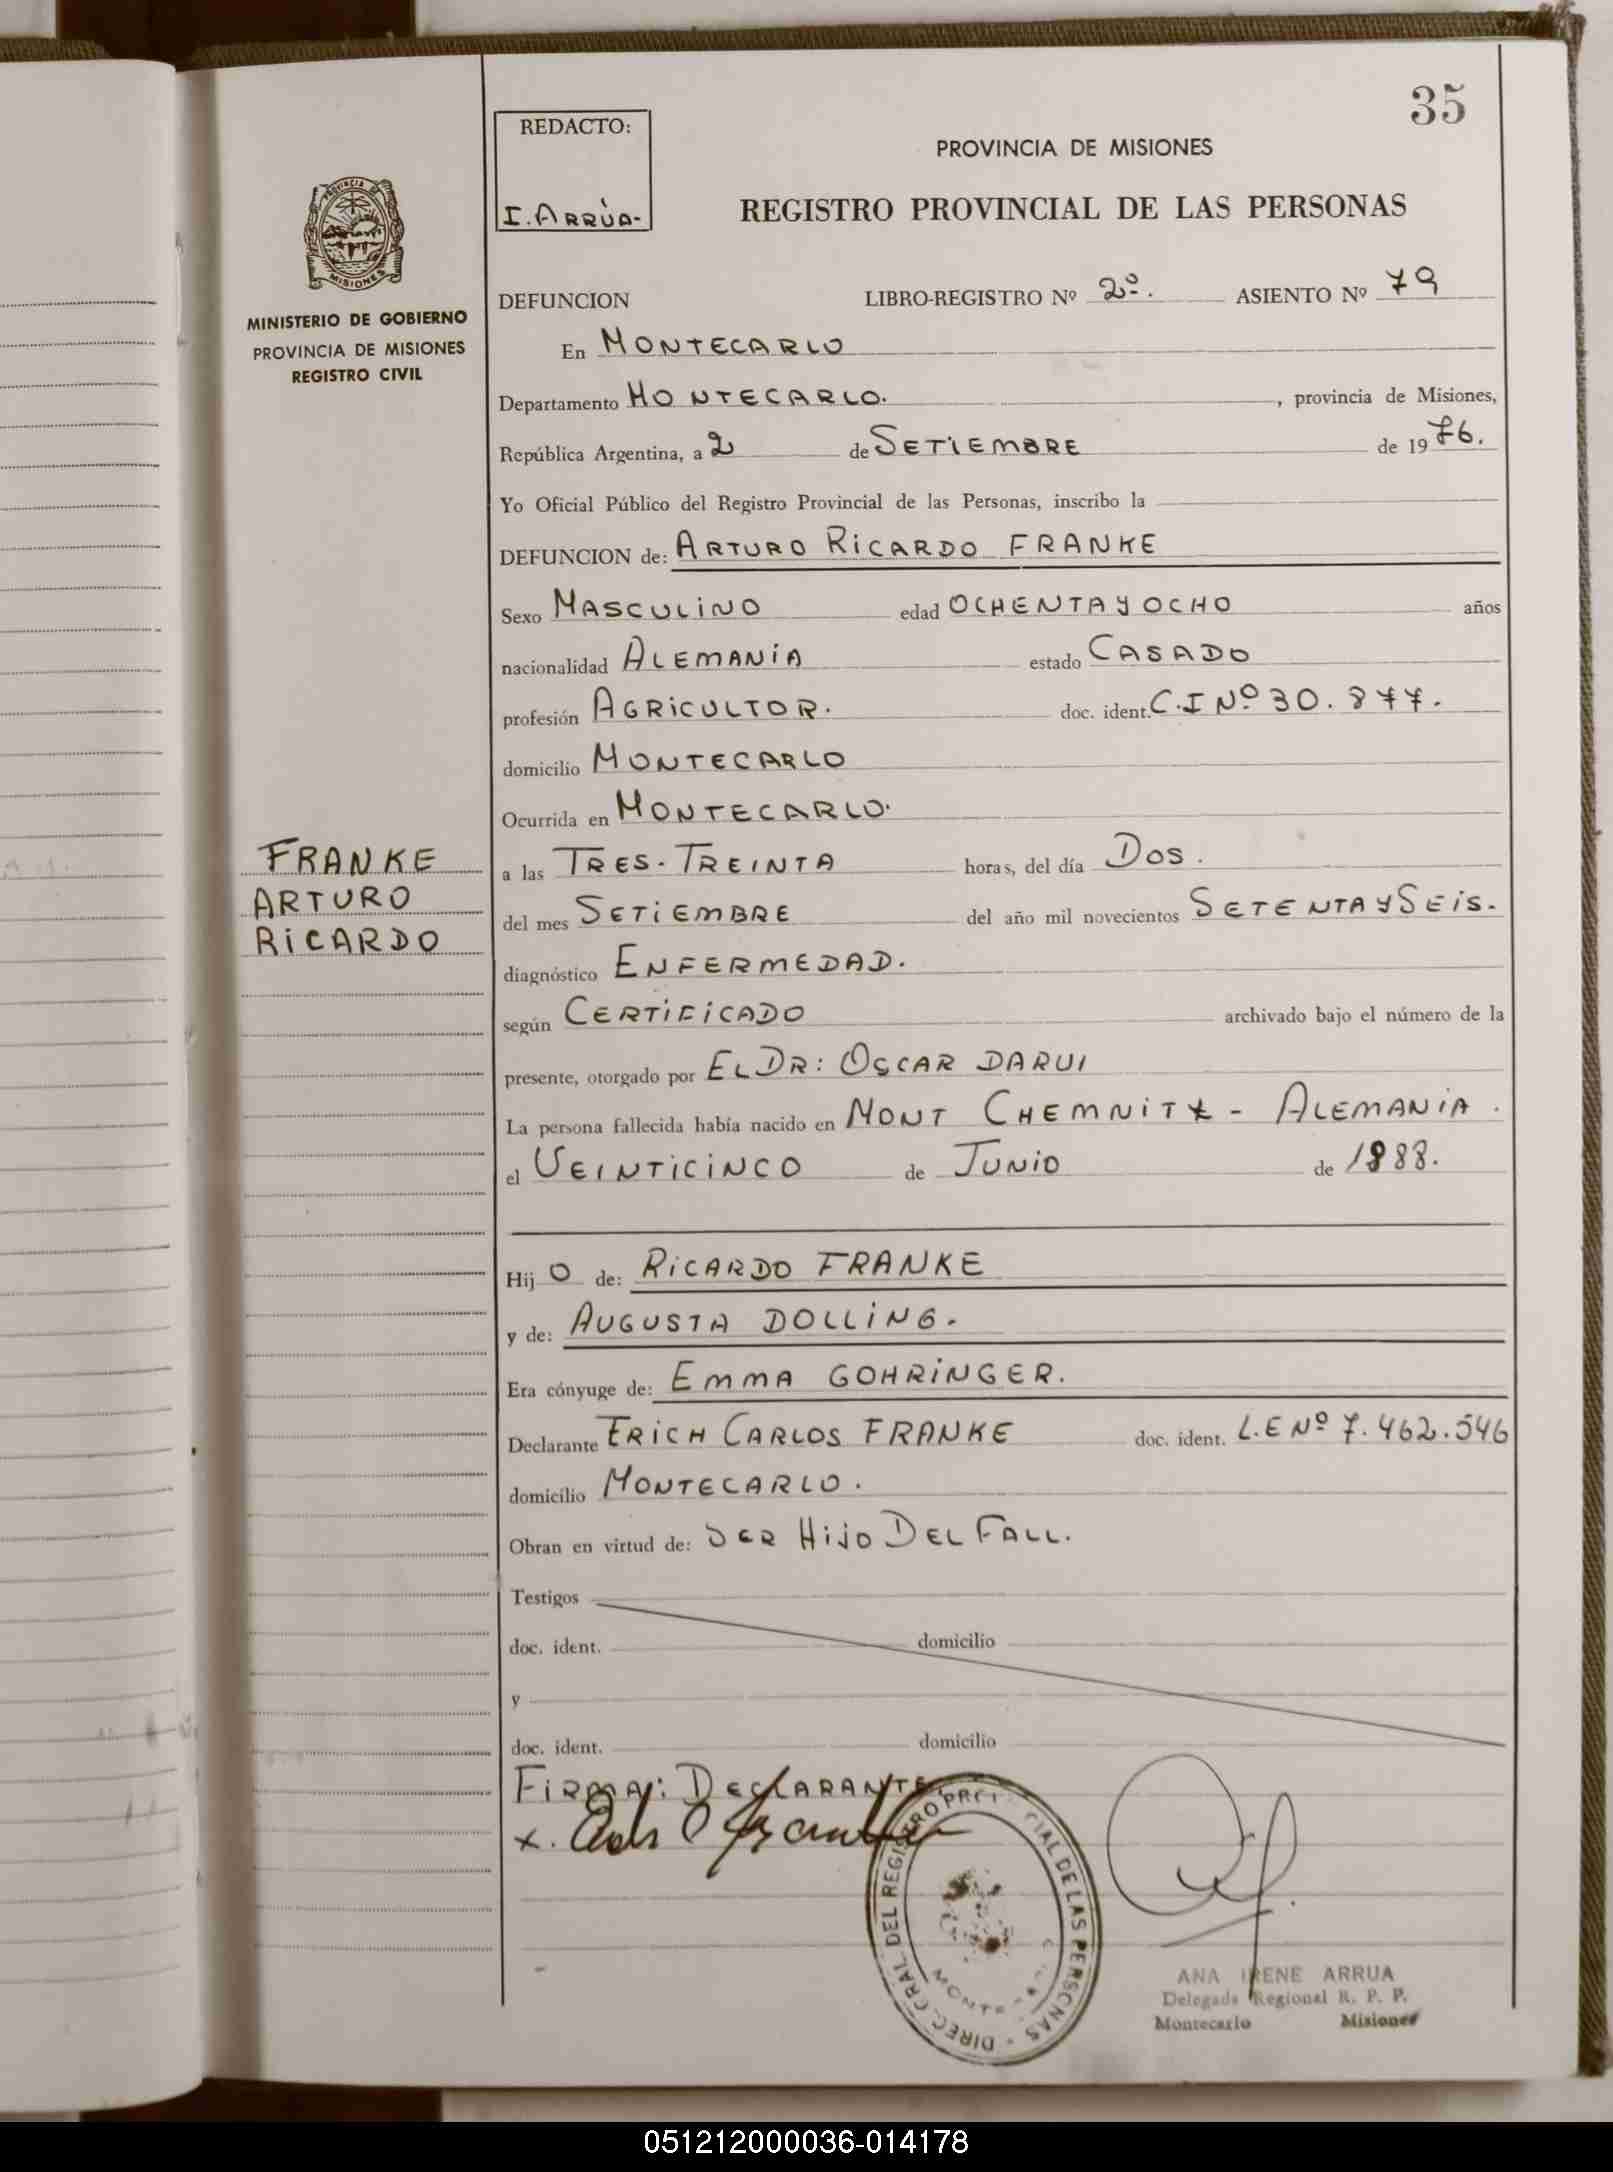 35
REDACTO:
I. ARRÚA-
PROVINCIA DE MISIONES
REGISTRO PROVINCIAL DE LAS PERSONAS
PROVINCIA DE
MISIONES
MINISTERIO DE GOBIERNO
PROVINCIA DE MISIONES
REGISTRO CIVIL
DEFUNCION LIBRO-REGISTRO Nº 2º. ASIENTO Nº 79
En MONTECARLO
Departamento MONTECARLO. , provincia de Misiones,
República Argentina, a 2 de SETIEMBRE de 1976.
Yo Oficial Público del Registro Provincial de las Personas, inscribo la
DEFUNCION de: ARTURO RICARDO FRANKE
Sexo MASCULINO edad OCHENTA Y OCHO años
nacionalidad ALEMANIA estado CASADO
profesión AGRICULTOR. doc. ident. C.I Nº 30.877.
domicilio MONTECARLO
Ocurrida en MONTECARLO.
FRANKE
ARTURO
RICARDO
a las TRES-TREINTA horas, del día DOS.
del mes SETIEMBRE del año mil novecientos SETENTA Y SEIS.
diagnóstico ENFERMEDAD.
según CERTIFICADO archivado bajo el número de la
presente, otorgado por EL DR: OSCAR DARUI
La persona fallecida había nacido en MONT CHEMNITZ - ALEMANIA.
el VEINTICINCO de JUNIO de 1888.
Hij O de: RICARDO FRANKE
y de: AUGUSTA DOLLING.
Era cónyuge de: EMMA GOHRINGER.
Declarante ERICH CARLOS FRANKE doc. ident. L.E Nº 7.462.546
domicilio MONTECARLO.
Obran en virtud de: SER HIJO DEL FALL.
Testigos
doc. ident. domicilio
y
doc. ident. domicilio
FIRMA: DECLARANTE
x.
ANA IRENE ARRUA
Delegada Regional R. P. P.
Montecarlo Misiones
051212000036-014178